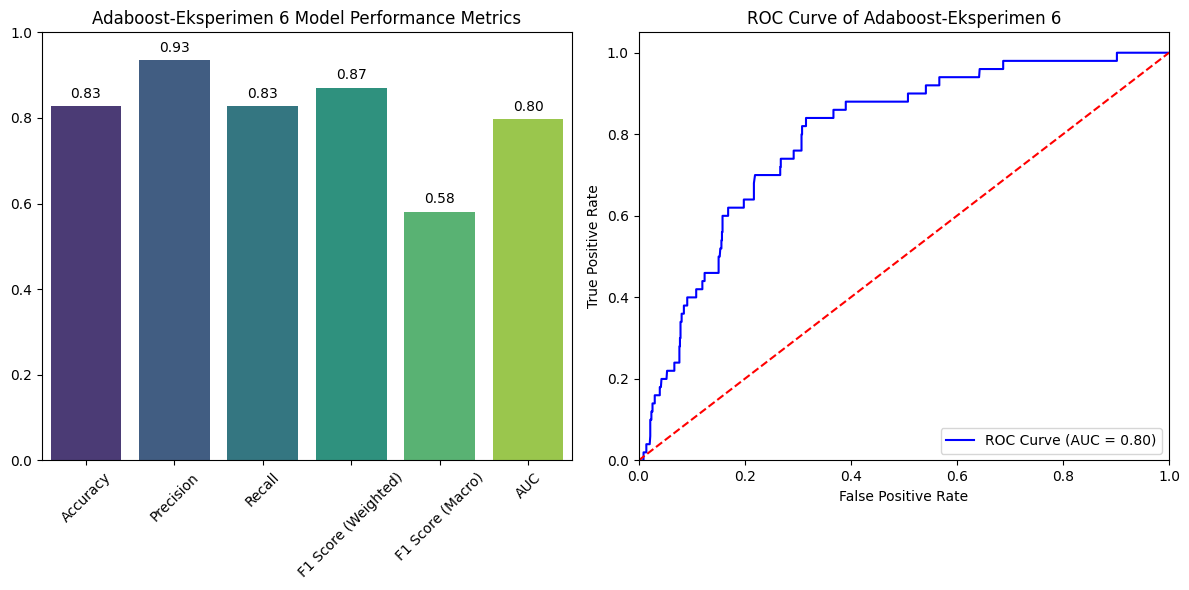 Adaboost-Eksperimen 6 Model Performance Metrics
1.0
0.8
0.6
0.4
0.2
0.0
0.83
0.93
0.83
0.87
0.58
0.80
Accuracy
Precision
Recall
F1 Score (Weighted)
F1 Score (Macro)
AUC
ROC Curve of Adaboost-Eksperimen 6
True Positive Rate
1.0
0.8
0.6
0.4
0.2
0.0
ROC Curve (AUC = 0.80)
0.0 0.2 0.4 0.6 0.8 1.0
False Positive Rate